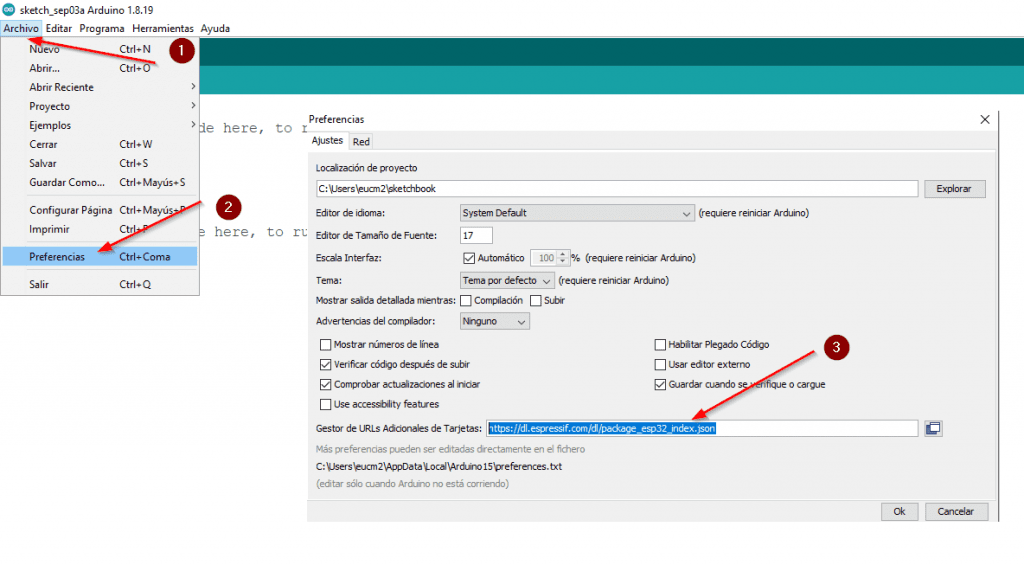 sketch_sep03a Arduino 1.8.19
Archivo Editar Programa Herramientas Ayuda
Nuevo Ctrl+N
1
Abrir... Ctrl+O
Abrir Reciente
Proyecto
Ejemplos
de here, to r
Cerrar Ctrl+W
Salvar Ctrl+S
Guardar Como... Ctrl+Mayús+S
Configurar Página Ctrl+Mayús+P
2
Imprimir Ctrl+P
e here, to ru
Preferencias Ctrl+Coma
Salir Ctrl+Q
Preferencias
Ajustes Red
Localización de proyecto
C:\Users\eucm2\sketchbook Explorar
Editor de idioma: System Default (requiere reiniciar Arduino)
Editor de Tamaño de Fuente: 17
Escala Interfaz: Automático 100 % (requiere reiniciar Arduino)
Tema: Tema por defecto (requiere reiniciar Arduino)
Mostrar salida detallada mientras: Compilación Subir
Advertencias del compilador: Ninguno
Mostrar números de línea Habilitar Plegado Código
3
Verificar código después de subir Usar editor externo
Comprobar actualizaciones al iniciar Guardar cuando se verifique o cargue
Use accessibility features
Gestor de URLs Adicionales de Tarjetas: https://dl.espressif.com/dl/package_esp32_index.json
Más preferencias pueden ser editadas directamente en el fichero
C:\Users\eucm2\AppData\Local\Arduino15\preferences.txt
(editar sólo cuando Arduino no está corriendo)
Ok Cancelar